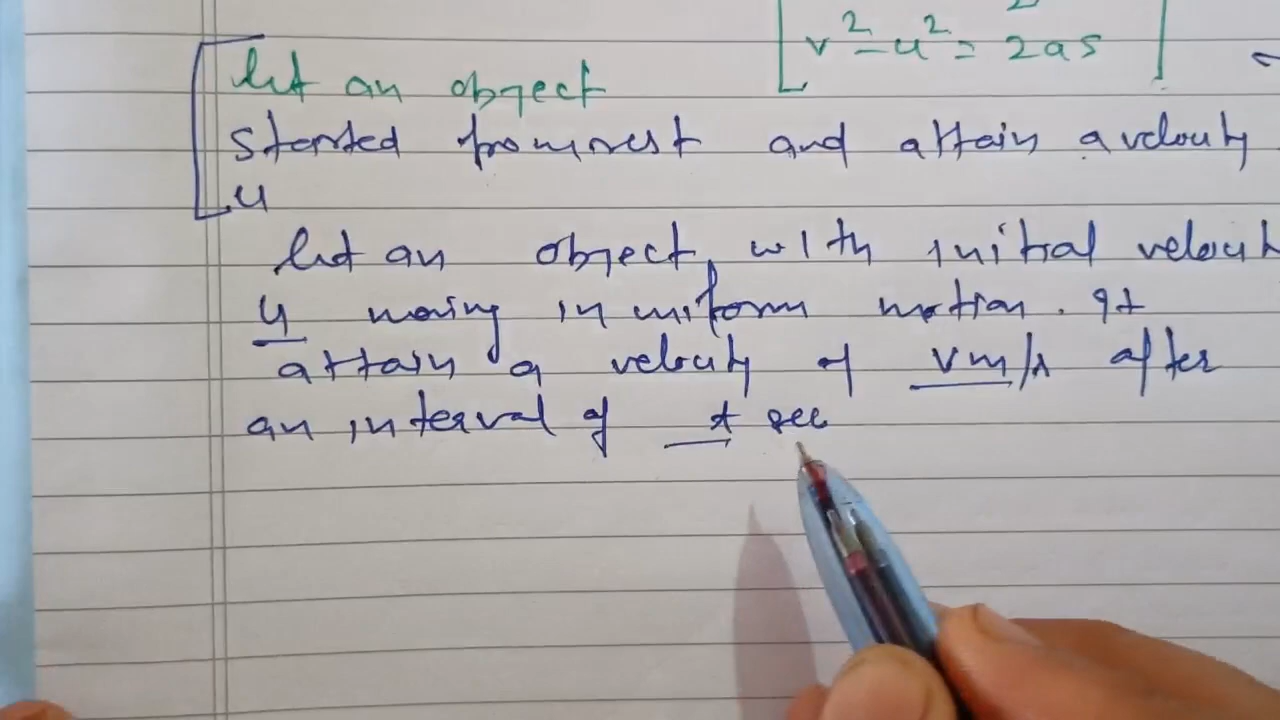 v² - u² = 2as
Let an object
Started from rest and attain a velocity
u
Let an object, with initial velocit
u moving in uniform motion. It
attain a velocity of v m/s after
an interval of t sec